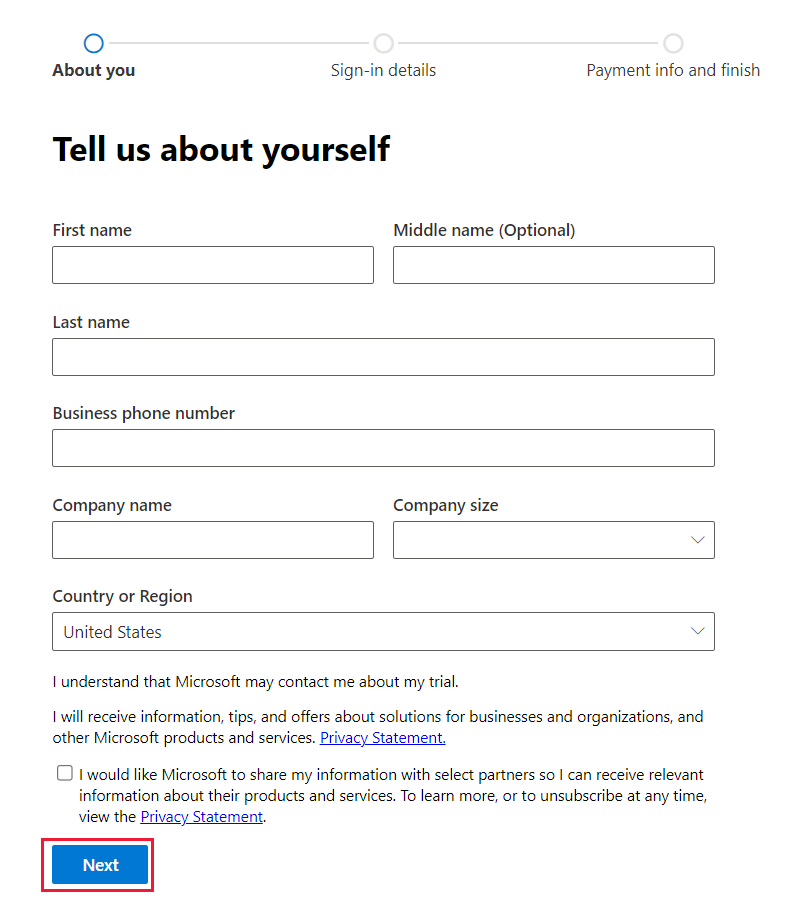 About you Sign-in details Payment info and finish
Tell us about yourself
First name Middle name (Optional)
Last name
Business phone number
Company name Company size
Country or Region
United States
I understand that Microsoft may contact me about my trial.
I will receive information, tips, and offers about solutions for businesses and organizations, and
other Microsoft products and services. Privacy Statement.
I would like Microsoft to share my information with select partners so I can receive relevant
information about their products and services. To learn more, or to unsubscribe at any time,
view the Privacy Statement.
Next